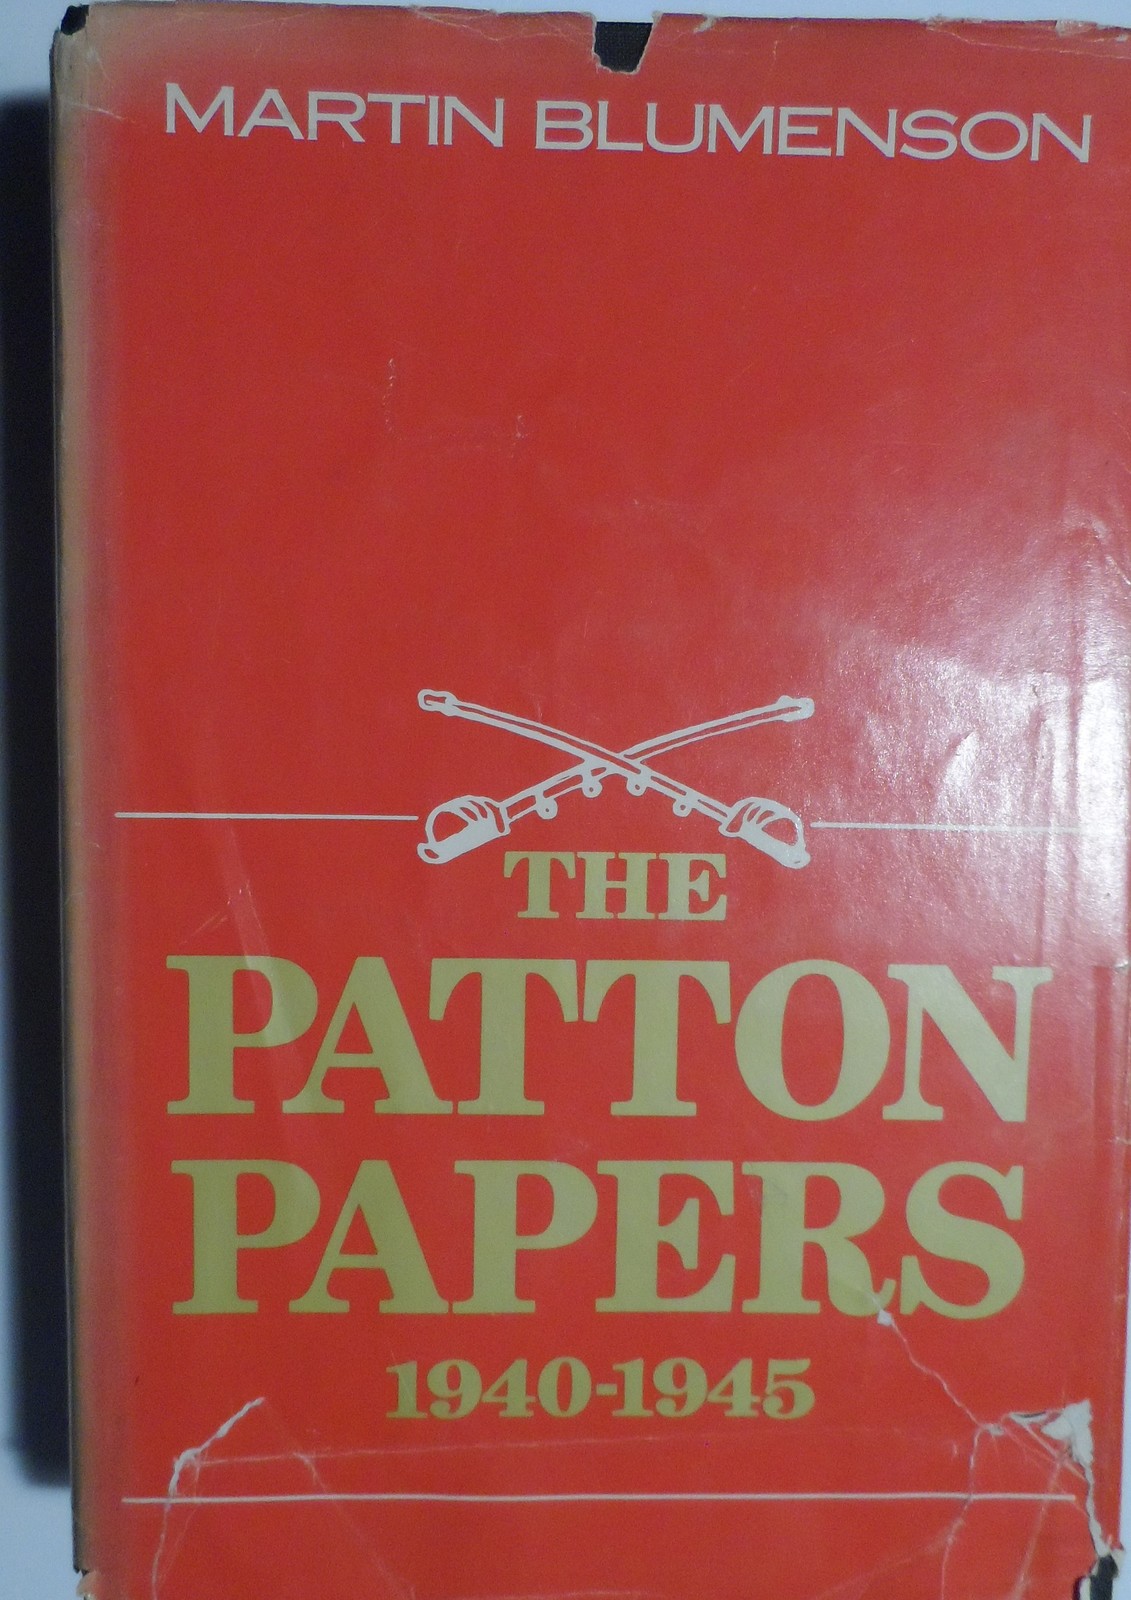 MARTIN BLUMENSON
THE
PATTON
PAPERS
1940-1945